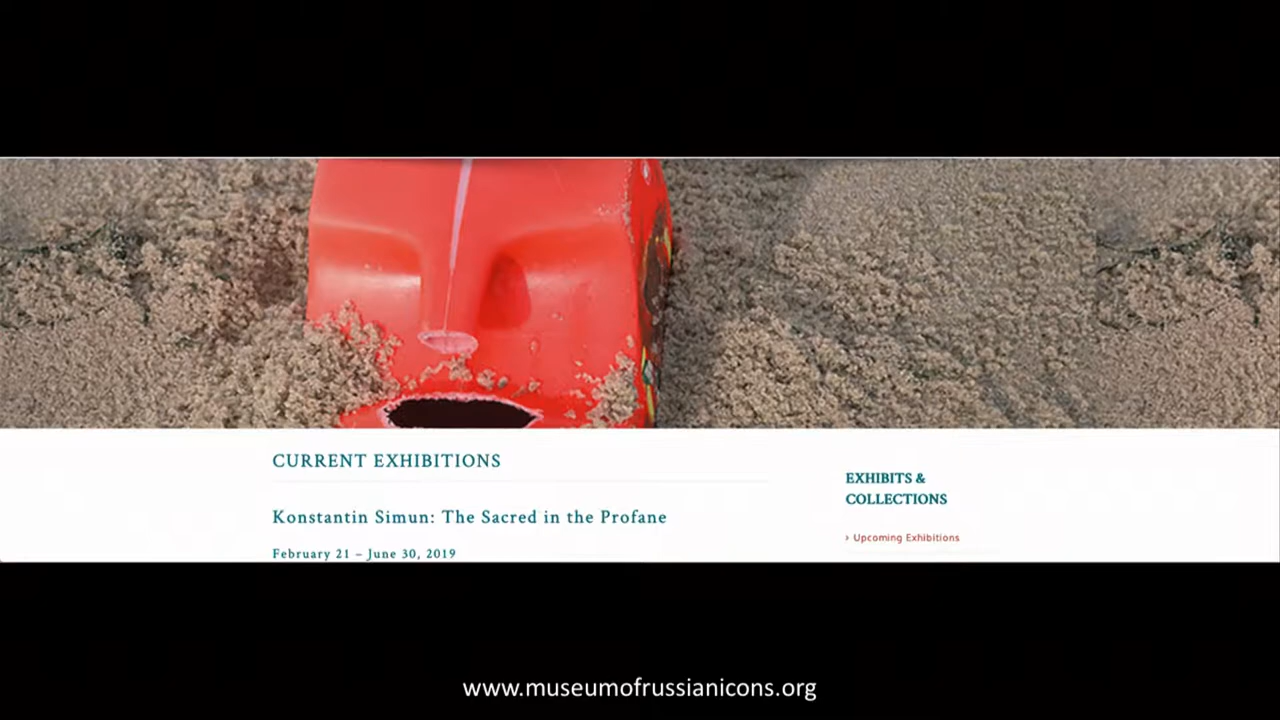 CURRENT EXHIBITIONS
Konstantin Simun: The Sacred in the Profane
February 21 – June 30, 2019
EXHIBITS &
COLLECTIONS
› Upcoming Exhibitions
www.museumofrussianicons.org